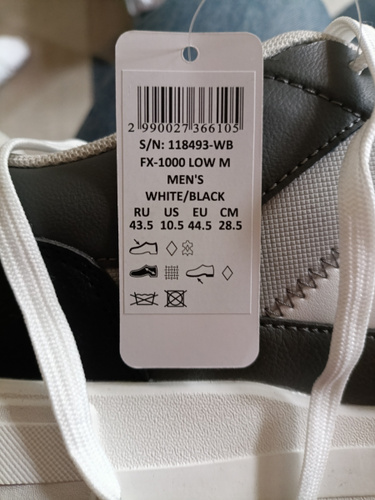 2 990027 366105
S/N: 118493-WB
FX-1000 LOW M
MEN'S
WHITE/BLACK
RU US EU CM
43.5 10.5 44.5 28.5